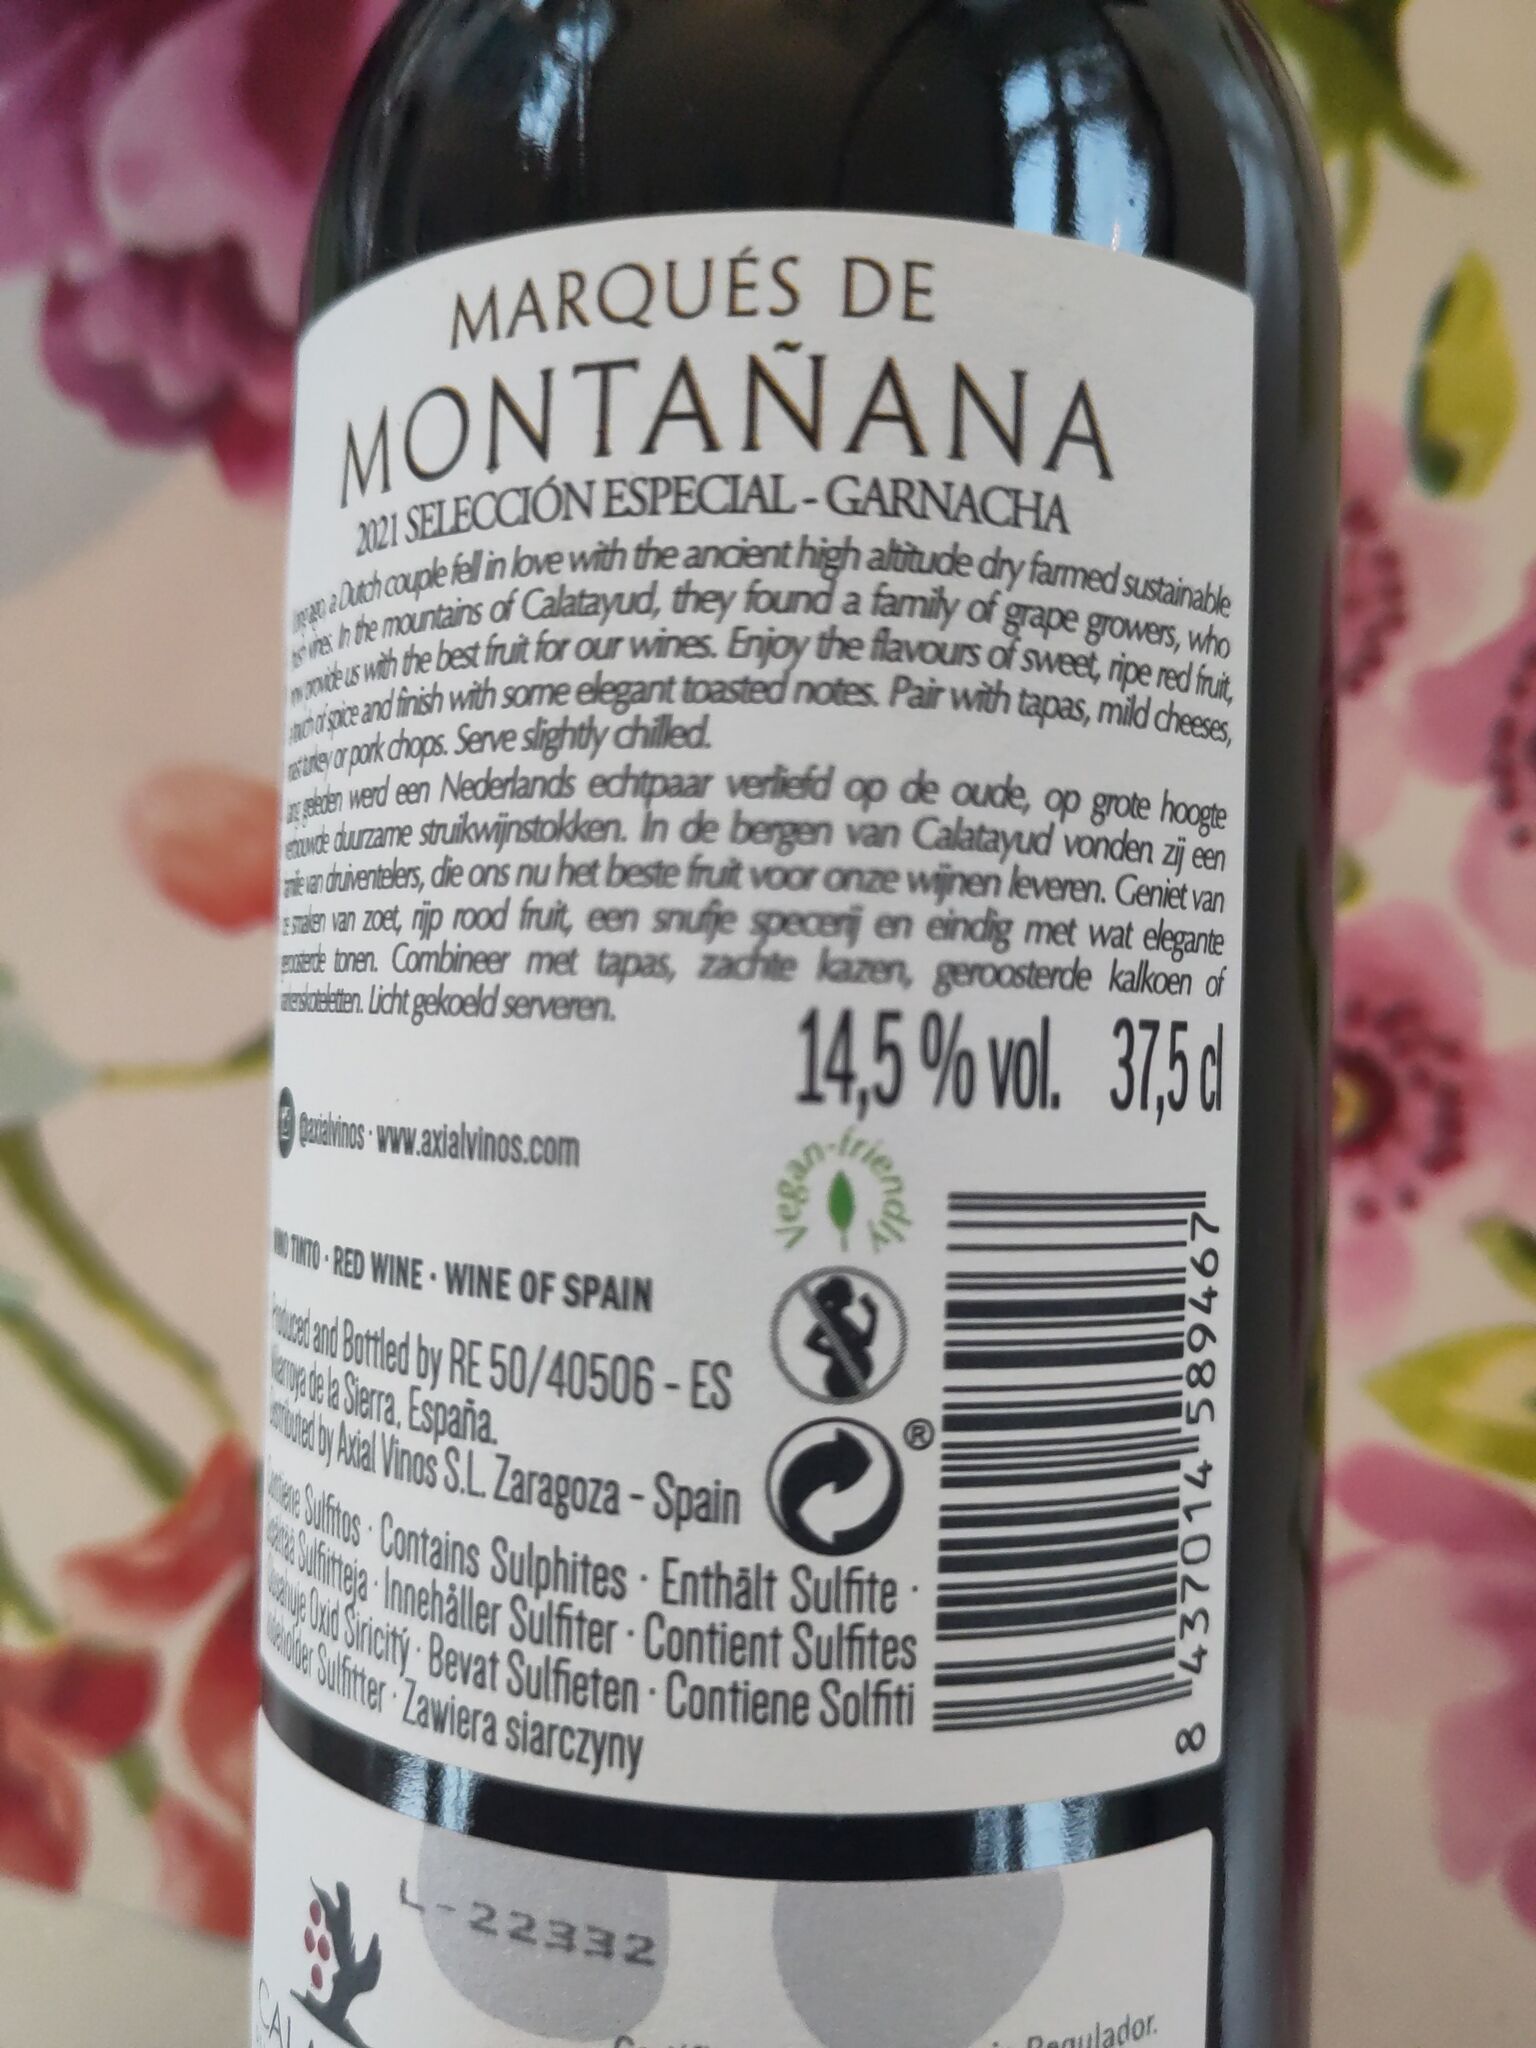 MARQUÉS DE
MONTAÑANA
2021 SELECCIÓN ESPECIAL - GARNACHA
ago, a Dutch couple fell in love with the ancient high altitude dry farmed sustainable
vines. In the mountains of Calatayud, they found a family of grape growers, who
provide us with the best fruit for our wines. Enjoy the flavours of sweet, ripe red fruit,
touch of spice and finish with some elegant toasted notes. Pair with tapas, mild cheeses,
turkey or pork chops. Serve slightly chilled.
geleden werd een Nederlands echtpaar verliefd op de oude, op grote hoogte
duurzame struikwijnstokken. In de bergen van Calatayud vonden zij een
van druiventelers, die ons nu het beste fruit voor onze wijnen leveren. Geniet van
smaken van zoet, rijp rood fruit, een snufje specerij en eindig met wat elegante
tonen. Combineer met tapas, zachte kazen, geroosterde kalkoen of
Licht gekoeld serveren.
14,5 % vol. 37,5 cl
@axialvinos · www.axialvinos.com
Vegan-friendly
TINTO · RED WINE · WINE OF SPAIN
Produced and Bottled by RE 50/40506 - ES
de la Sierra. España.
Distributed by Axial Vinos S.L. Zaragoza - Spain
®
Contiene Sulfitos · Contains Sulphites · Enthält Sulfite ·
Sulfiitteja · Innehåller Sulfiter · Contient Sulfites
Oxid Siricitý · Bevat Sulfieten · Contiene Solfiti
Sulfitter · Zawiera siarczyny
8 437014 589467
L-22332
Regulador.